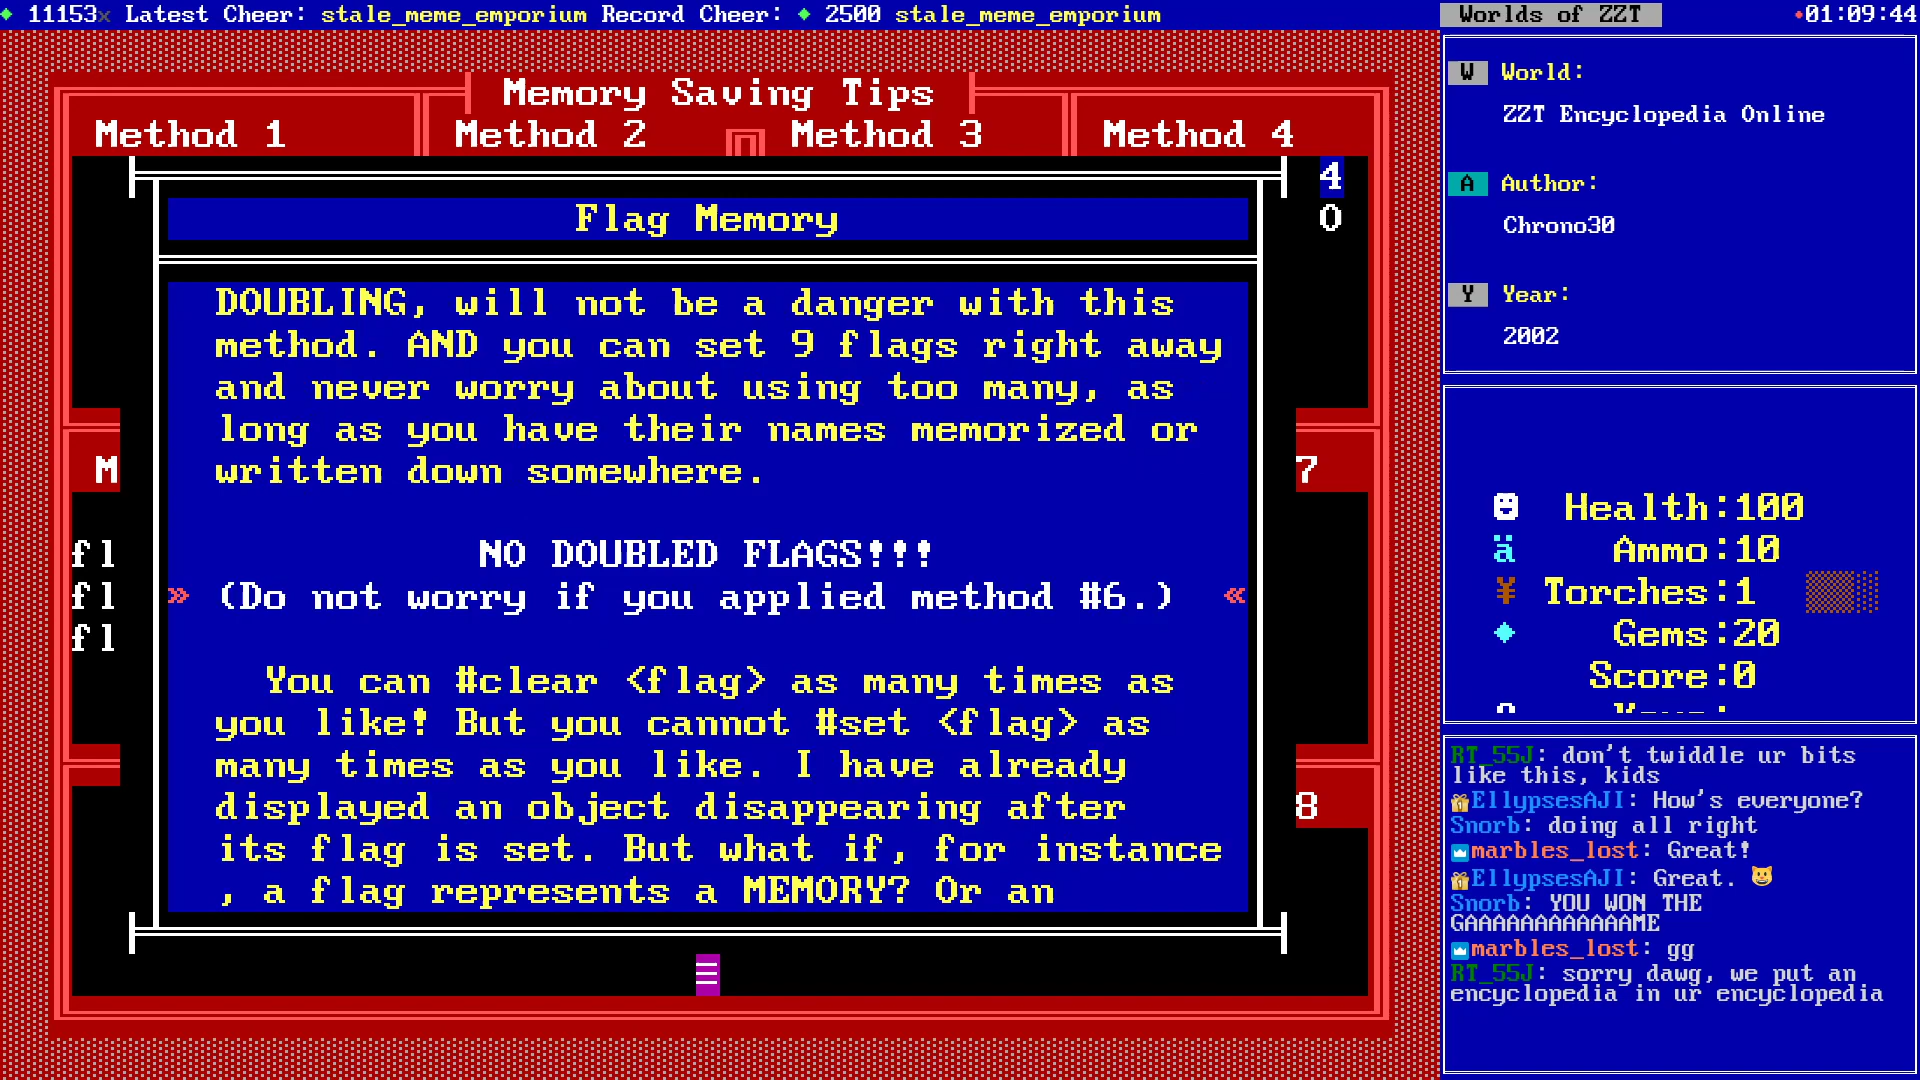 11153x Latest Cheer: stale_meme_emporium Record Cheer: 2500 stale_meme_emporium
Worlds of ZZT
01:09:44
Memory Saving Tips
Method 1
Method 2
Method 3
Method 4
4
0
Flag Memory
DOUBLING, will not be a danger with this
method. AND you can set 9 flags right away
and never worry about using too many, as
long as you have their names memorized or
written down somewhere.
M
7
NO DOUBLED FLAGS!!!
» (Do not worry if you applied method #6.) «
fl
fl
fl
You can #clear <flag> as many times as
you like! But you cannot #set <flag> as
many times as you like. I have already
displayed an object disappearing after
its flag is set. But what if, for instance
, a flag represents a MEMORY? Or an
8
W World:
ZZT Encyclopedia Online
A Author:
Chrono30
Y Year:
2002
Health:100
ä Ammo:10
¥ Torches:1
Gems:20
Score:0
RT_55J: don't twiddle ur bits
like this, kids
EllypsesAJI: How's everyone?
Snorb: doing all right
marbles_lost: Great!
EllypsesAJI: Great.
Snorb: YOU WON THE
GAAAAAAAAAAAAME
marbles_lost: gg
RT_55J: sorry dawg, we put an
encyclopedia in ur encyclopedia